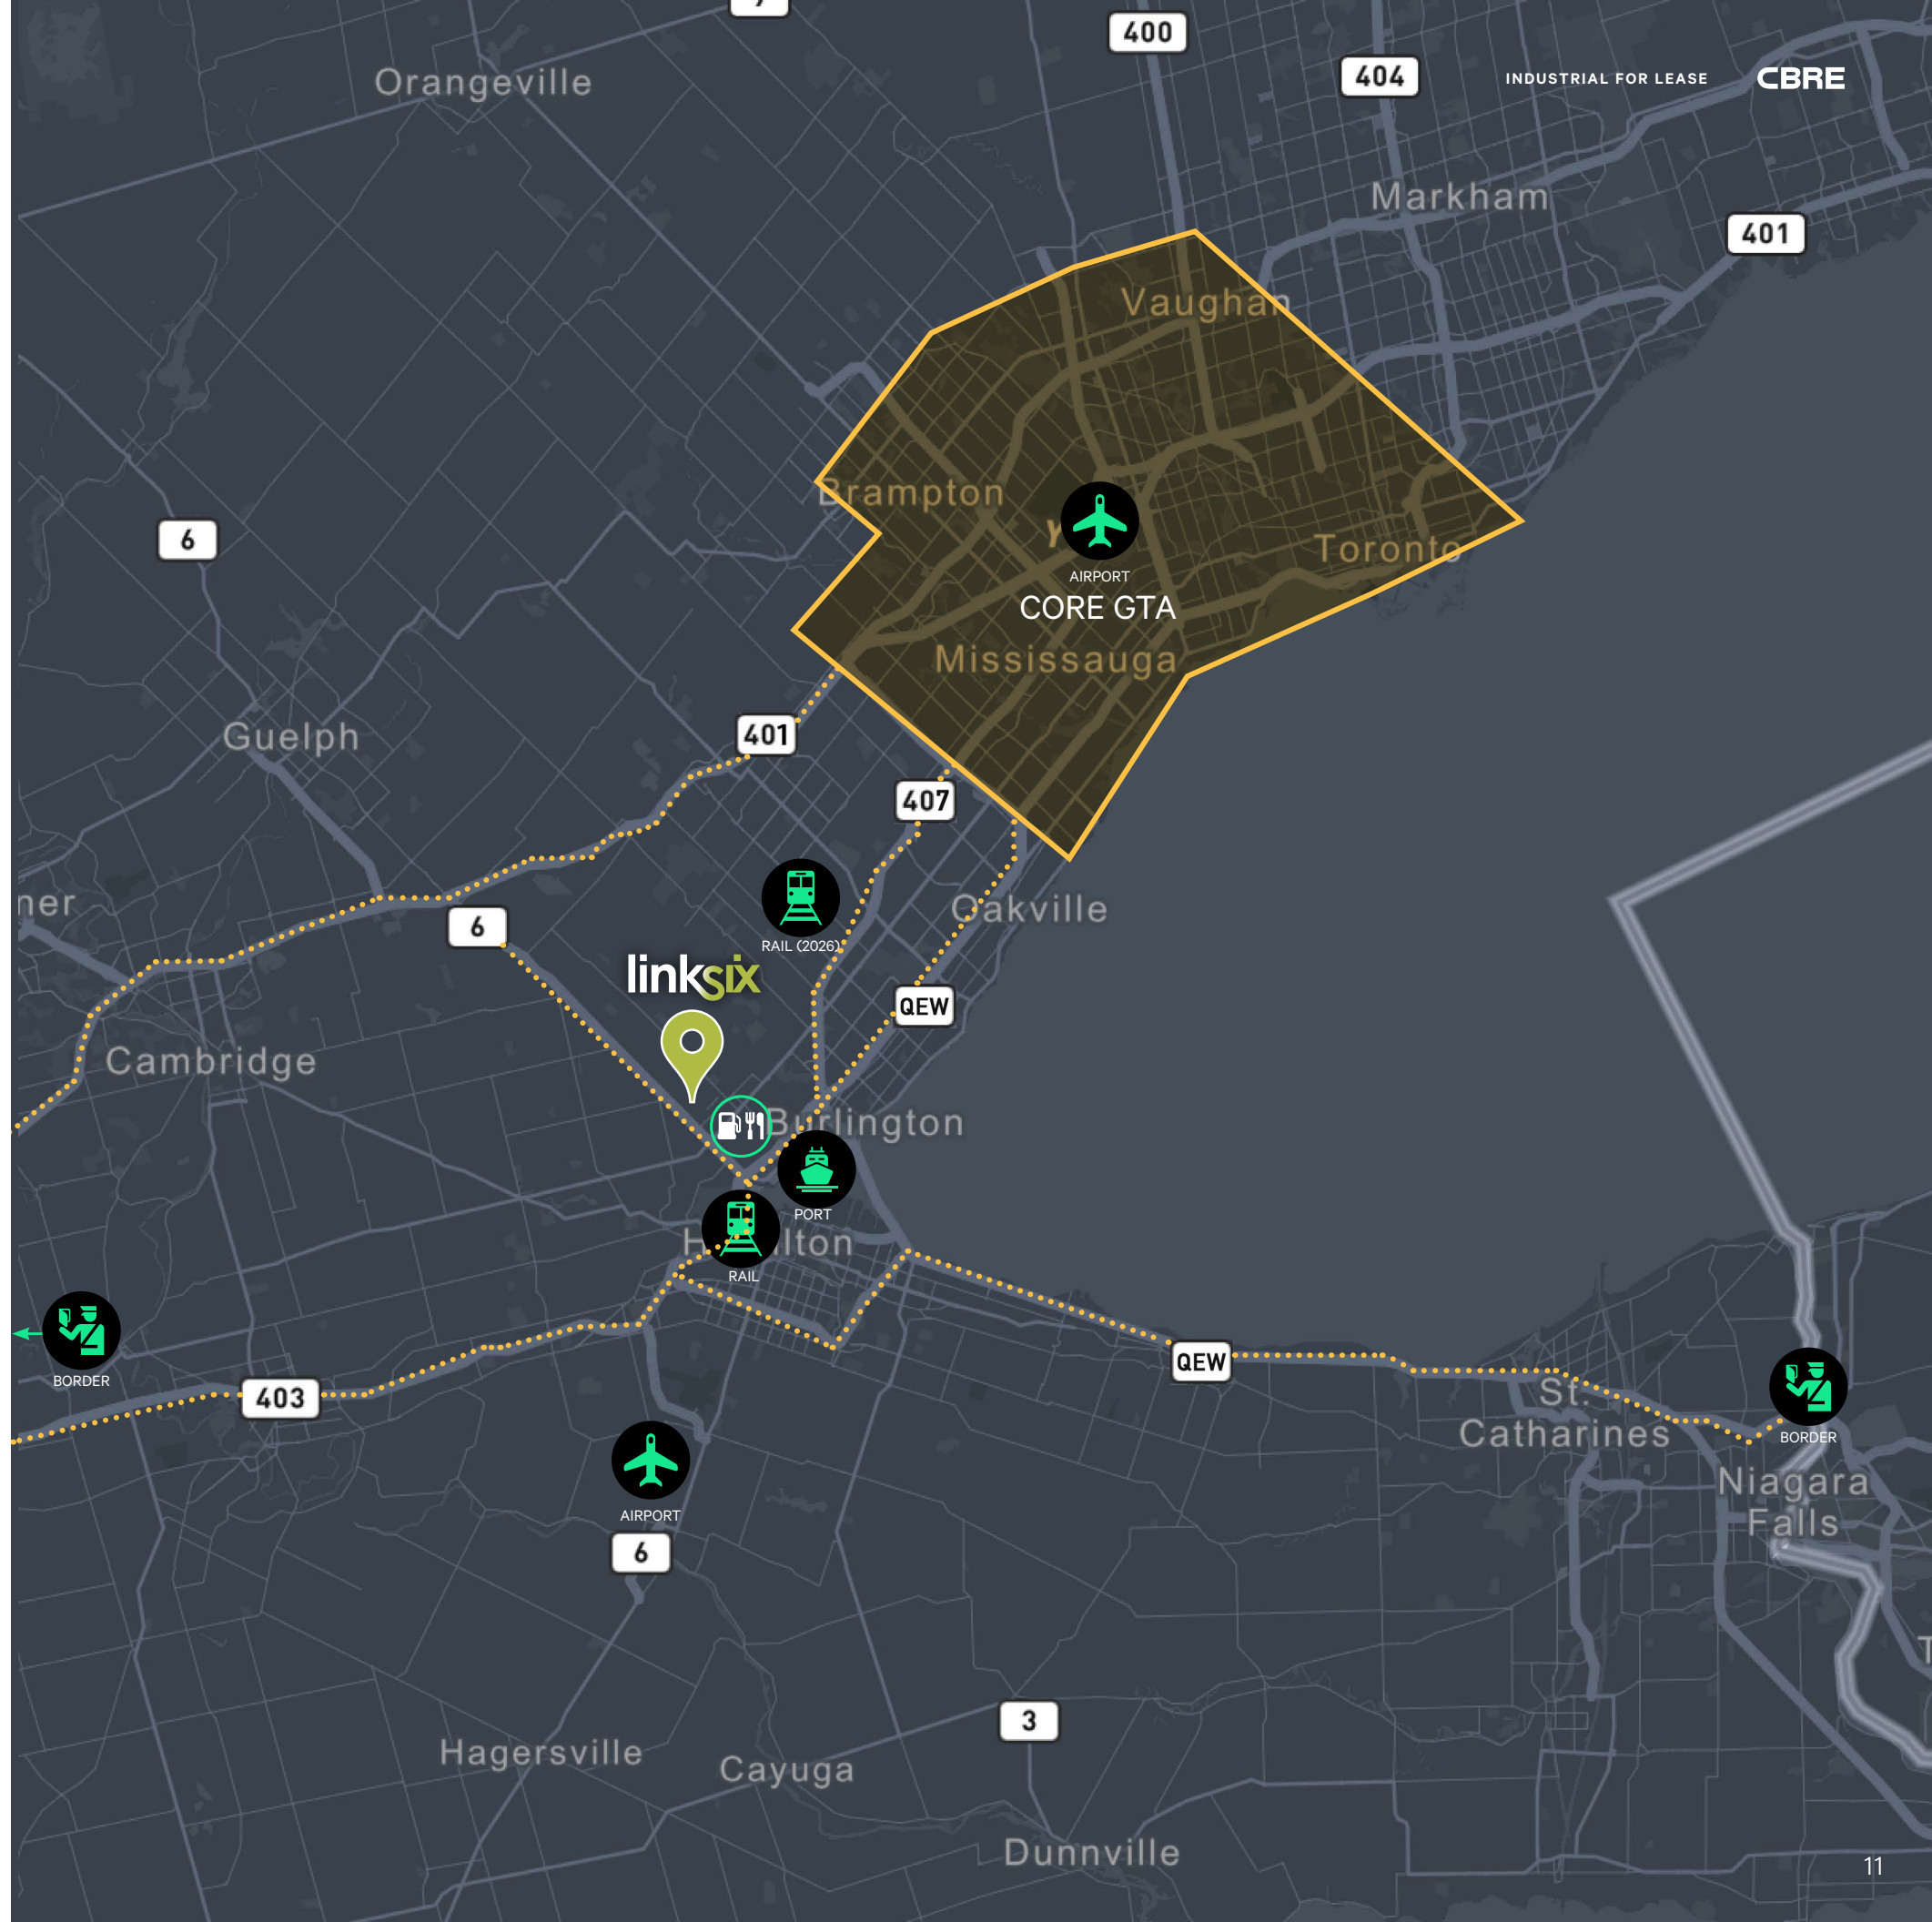 7
400
Orangeville
404
INDUSTRIAL FOR LEASE
CBRE
Markham
401
Vaughan
Brampton
6
Y
Toronto
AIRPORT
CORE GTA
Mississauga
Guelph
401
407
ner
6
Oakville
RAIL (2026)
linksix
QEW
Cambridge
Burlington
PORT
RAIL
BORDER
QEW
403
St.
Catharines
BORDER
Niagara
Falls
AIRPORT
6
3
Hagersville
Cayuga
Dunnville
11